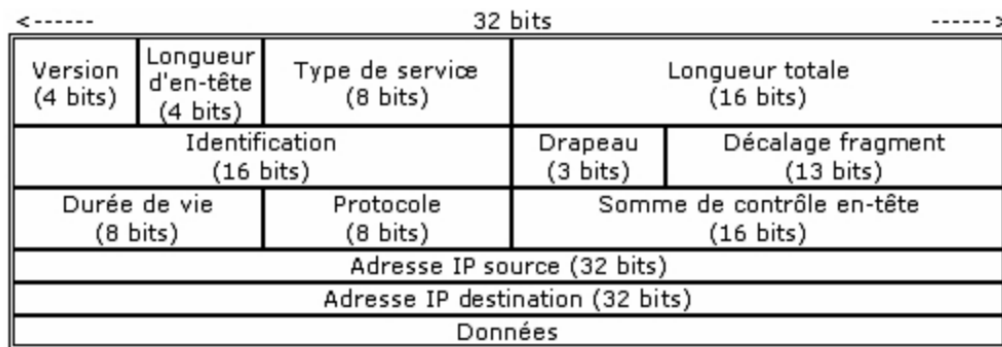 <------ 32 bits ------>
Version (4 bits) Longueur d'en-tête (4 bits) Type de service (8 bits) Longueur totale (16 bits)
Identification (16 bits) Drapeau (3 bits) Décalage fragment (13 bits)
Durée de vie (8 bits) Protocole (8 bits) Somme de contrôle en-tête (16 bits)
Adresse IP source (32 bits)
Adresse IP destination (32 bits)
Données